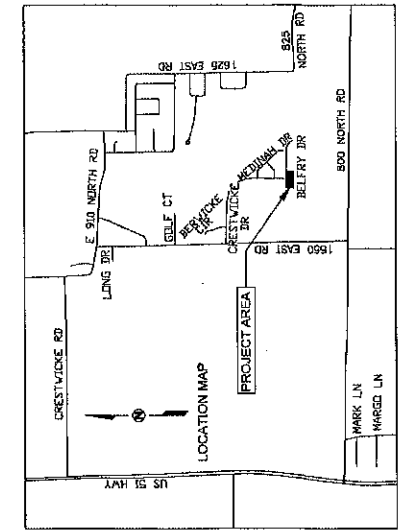 CRESTWICKE RD
E 910 NORTH RD
LONG DR
1625 EAST RD
825
NORTH RD
GOLF CT
BERWICKE
CIR
CRESTWICKE
DR
MEDINAH DR
BELFRY DR
N
LOCATION MAP
PROJECT AREA
1660 EAST RD
800 NORTH RD
US 51 HWY
MARK LN
MARGO LN